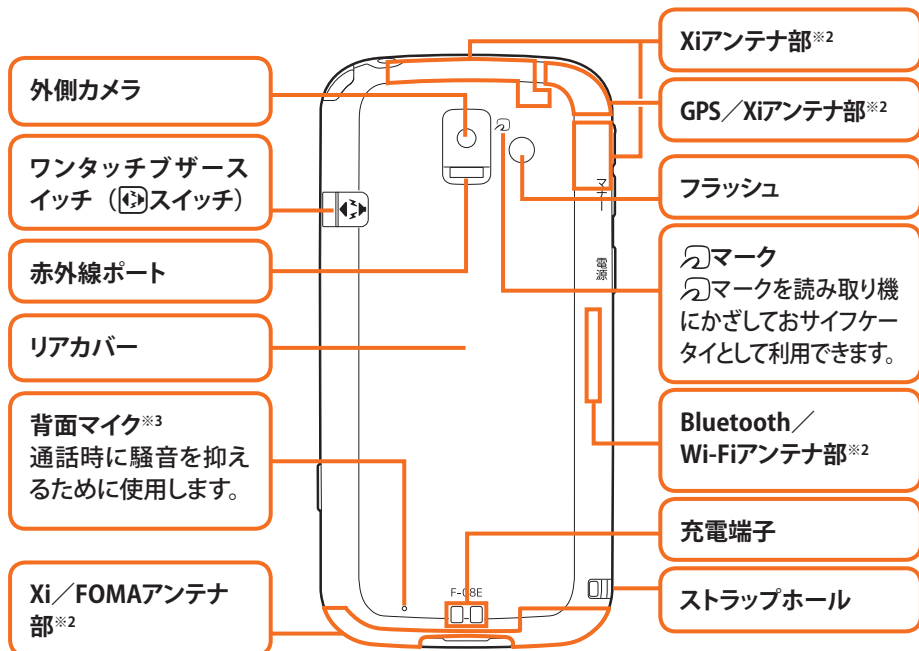 外側カメラ
ワンタッチブザース
イッチ（スイッチ）
赤外線ポート
リアカバー
背面マイク※3
通話時に騒音を抑え
るために使用します。
Xi／FOMAアンテナ
部※2
マナー
電源
F-08E
Xiアンテナ部※2
GPS／Xiアンテナ部※2
フラッシュ
マーク
マークを読み取り機
にかざしておサイフケー
タイとして利用できます。
Bluetooth／
Wi-Fiアンテナ部※2
充電端子
ストラップホール